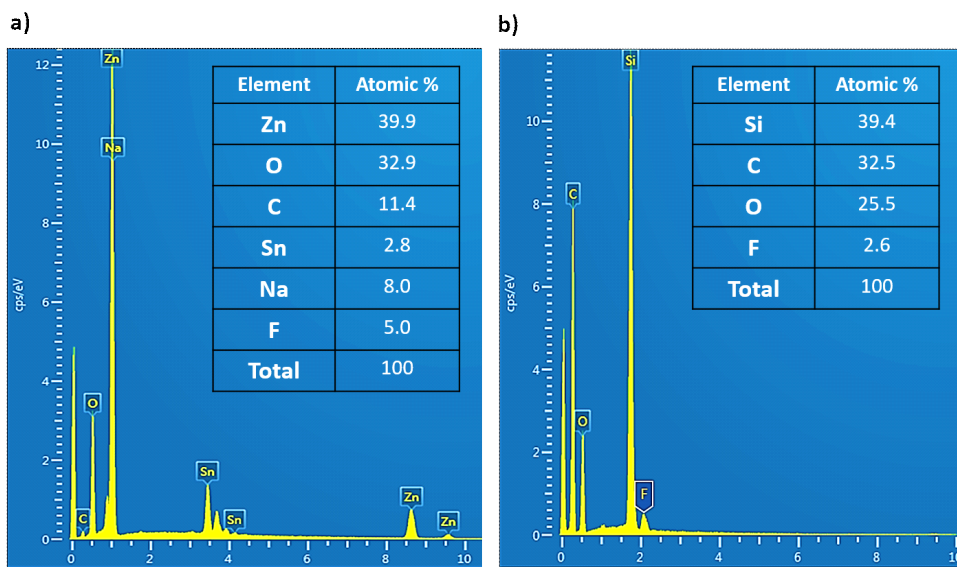 a)
Element Atomic %
Zn 39.9
O 32.9
C 11.4
Sn 2.8
Na 8.0
F 5.0
Total 100
Zn
Na
O
C
Sn
Sn
Zn
Zn
12
10
8
6
4
2
0
cps/eV
0 2 4 6 8 10
b)
Element Atomic %
Si 39.4
C 32.5
O 25.5
F 2.6
Total 100
Si
C
O
F
10
8
6
4
2
0
cps/eV
0 2 4 6 8 10